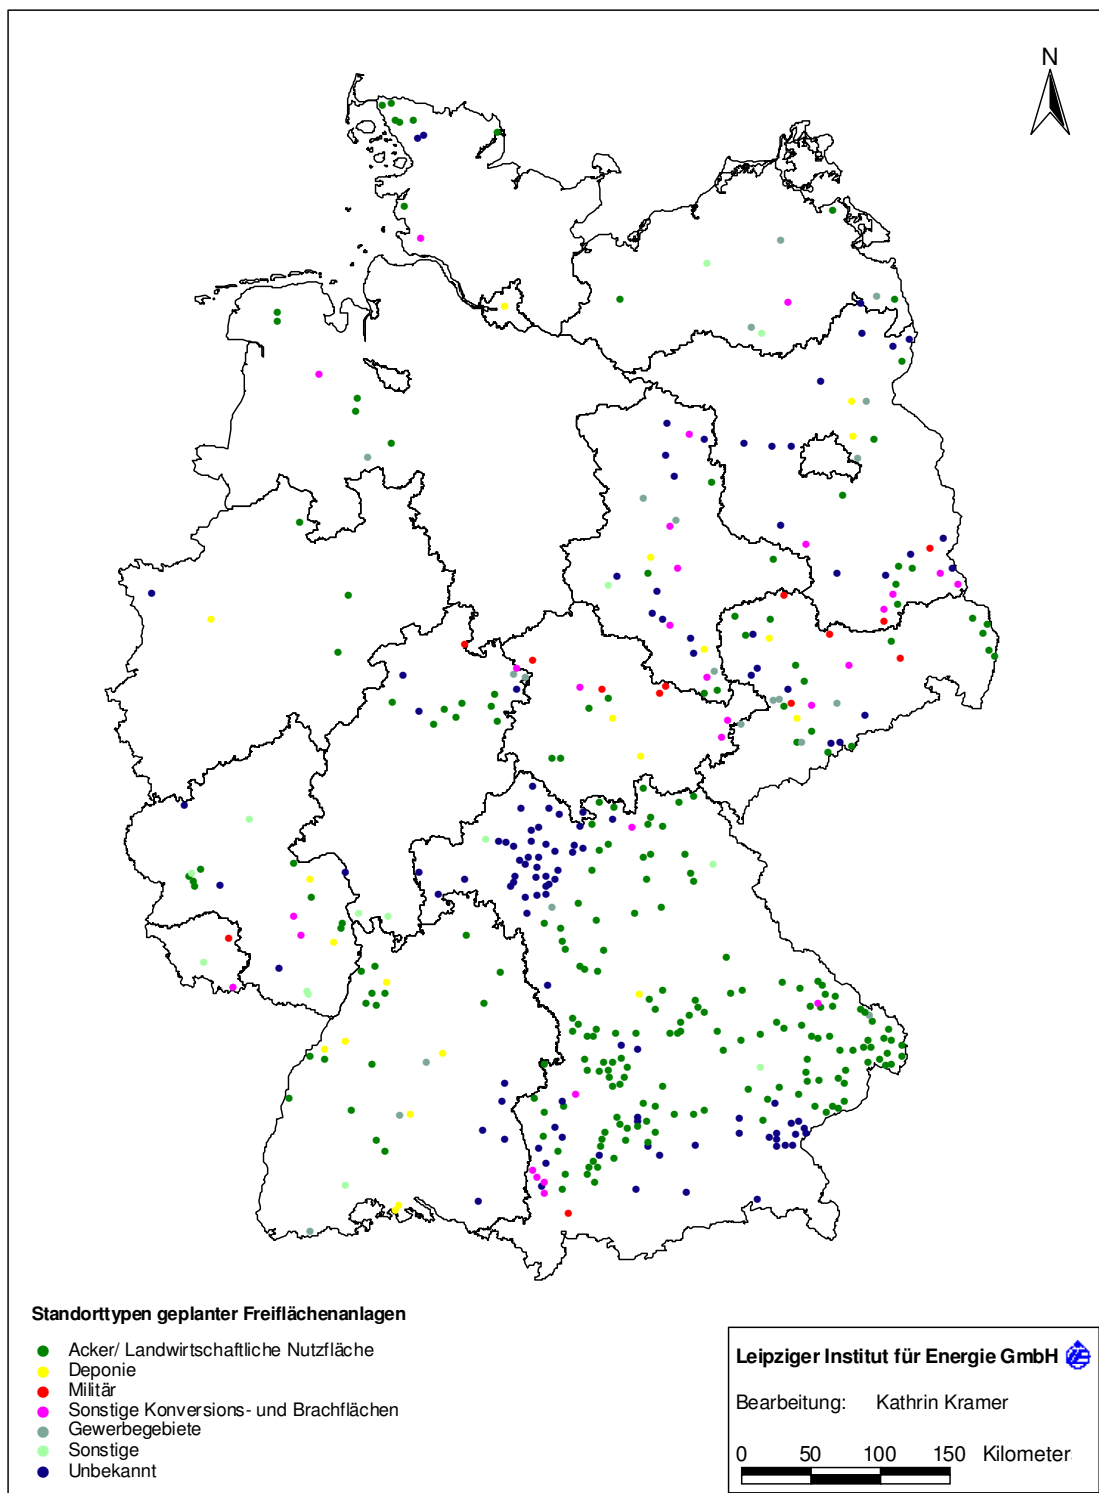 N
Standorttypen geplanter Freiflächenanlagen
Acker/ Landwirtschaftliche Nutzfläche
Deponie
Militär
Sonstige Konversions- und Brachflächen
Gewerbegebiete
Sonstige
Unbekannt
Leipziger Institut für Energie GmbH
Bearbeitung: Kathrin Kramer
0 50 100 150 Kilometer